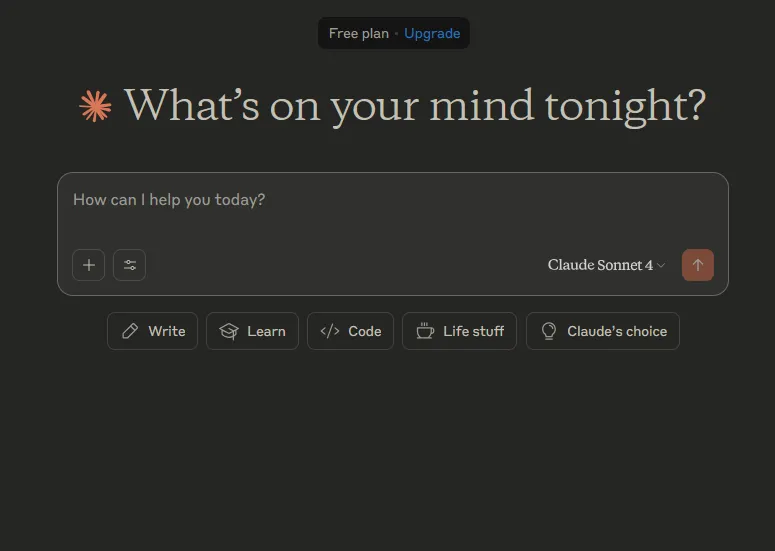 Free plan · Upgrade
What's on your mind tonight?
How can I help you today?
Claude Sonnet 4
Write Learn </> Code Life stuff Claude's choice